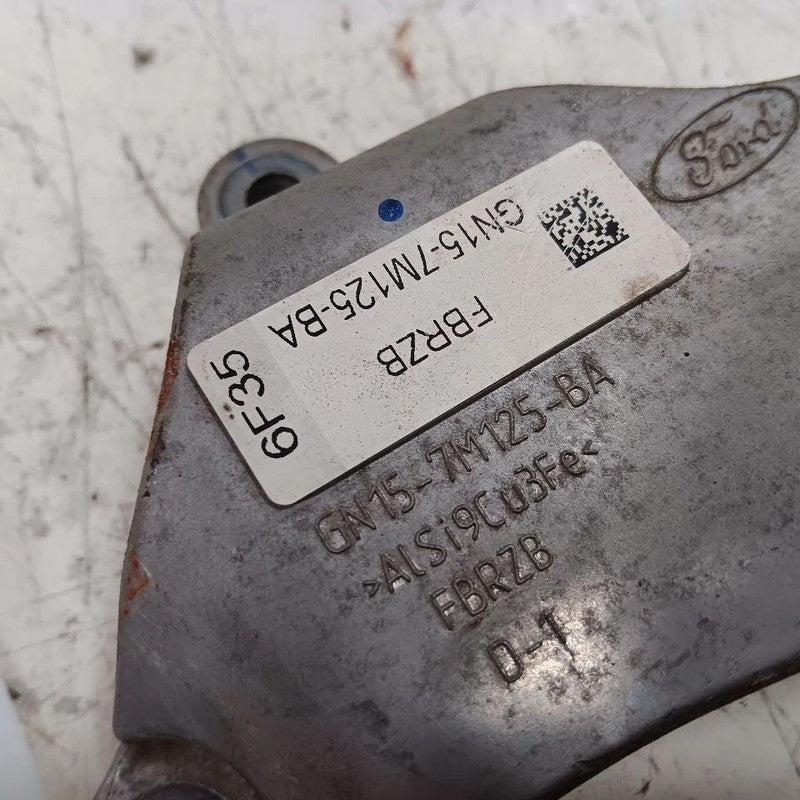 Ford
6F35
GN15-7M125-BA
FBRZB
GN15-7M125-BA
>AlSi9Cu3Fe<
FBRZB
D-1